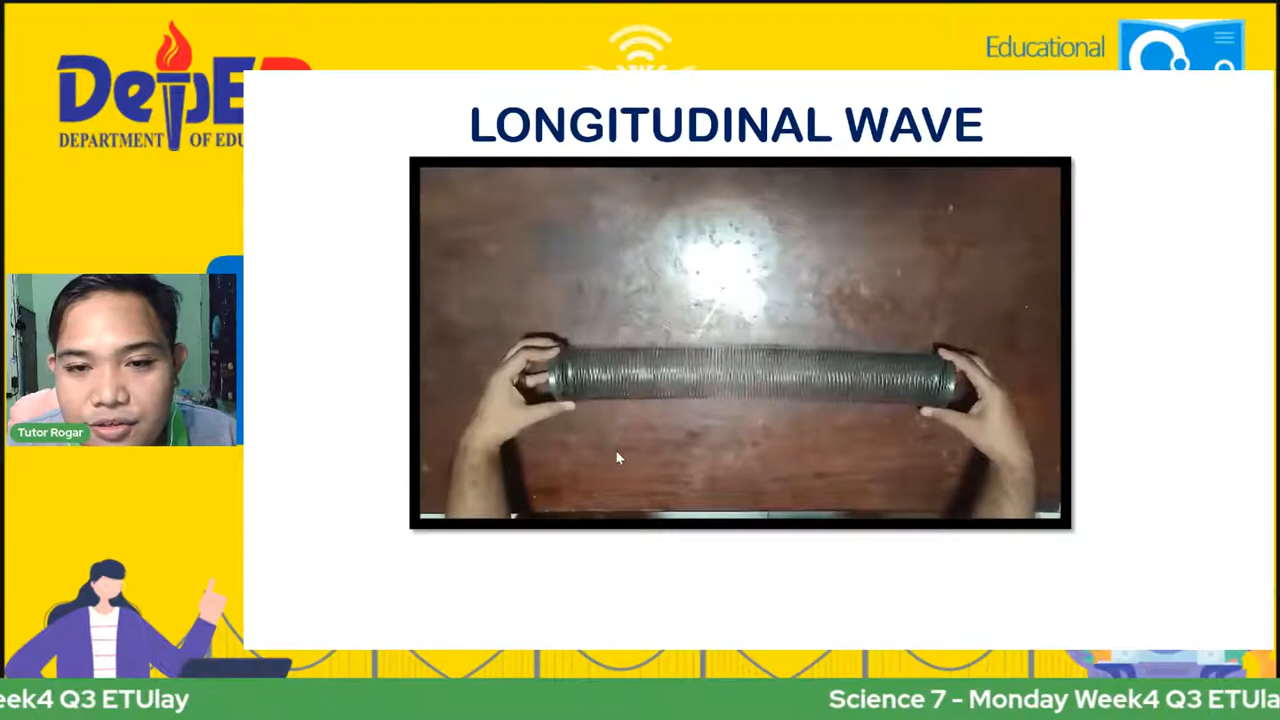 DepED
DEPARTMENT OF EDU
Educational
LONGITUDINAL WAVE
Tutor Rogar
eek4 Q3 ETUlay
Science 7 - Monday Week4 Q3 ETUla